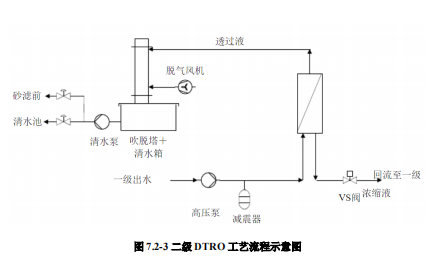 透过液
脱气风机
砂滤前
清水池
清水泵
吹脱塔＋
清水箱
一级出水
高压泵
减震器
VS阀
回流至一级
浓缩液
图 7.2-3 二级 DTRO 工艺流程示意图